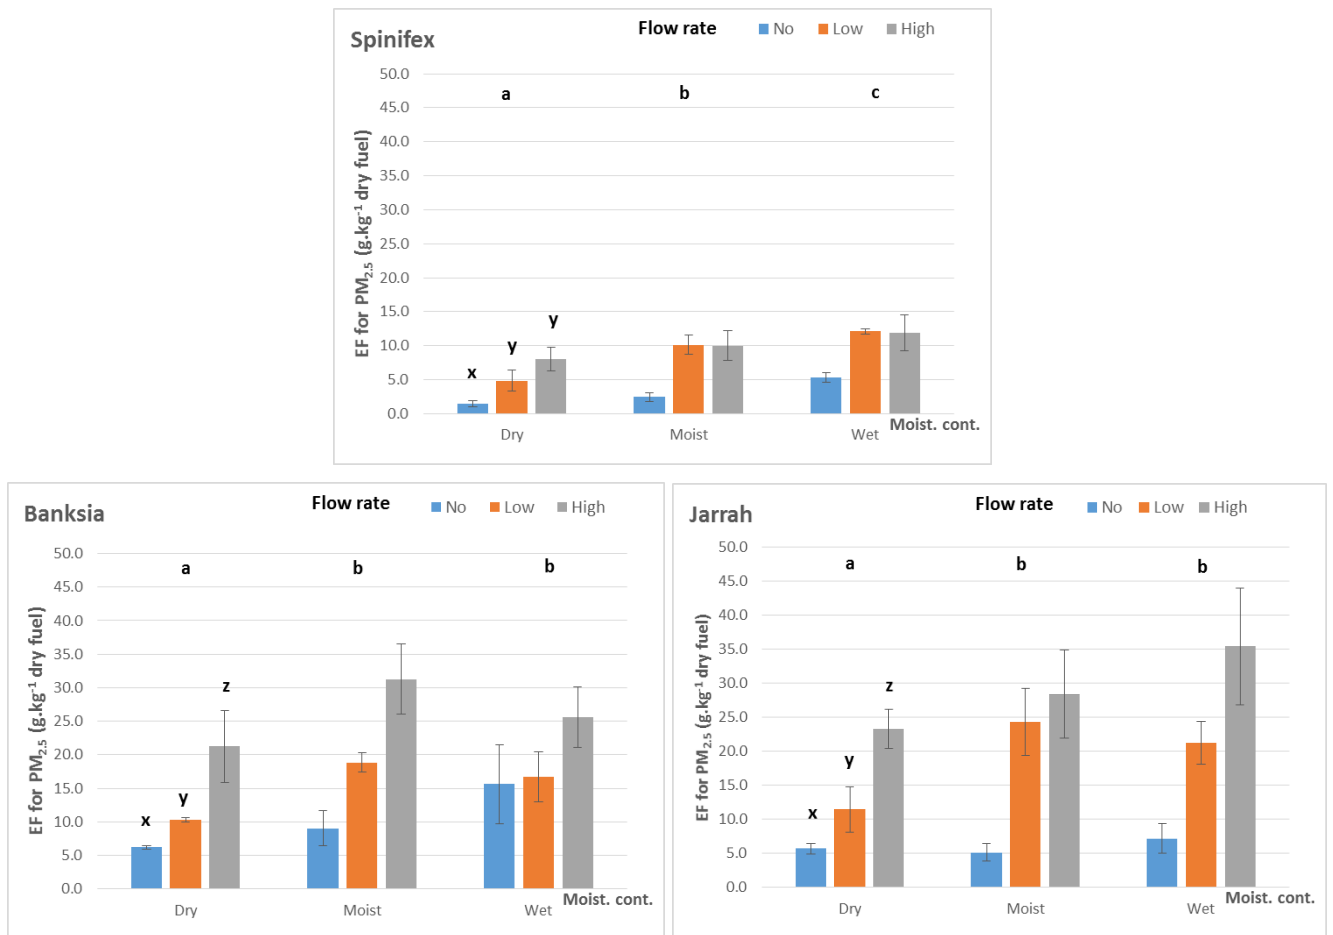 Spinifex
Flow rate No Low High
EF for PM2.5 (g.kg-1 dry fuel)
50.0
45.0
40.0
35.0
30.0
25.0
20.0
15.0
10.0
5.0
0.0
a b c
x y y
Dry Moist Wet
Moist. cont.
Banksia
Flow rate No Low High
EF for PM2.5 (g.kg-1 dry fuel)
50.0
45.0
40.0
35.0
30.0
25.0
20.0
15.0
10.0
5.0
0.0
a b b
x y z
Dry Moist Wet
Moist. cont.
Jarrah
Flow rate No Low High
EF for PM2.5 (g.kg-1 dry fuel)
50.0
45.0
40.0
35.0
30.0
25.0
20.0
15.0
10.0
5.0
0.0
a b b
x y z
Dry Moist Wet
Moist. cont.